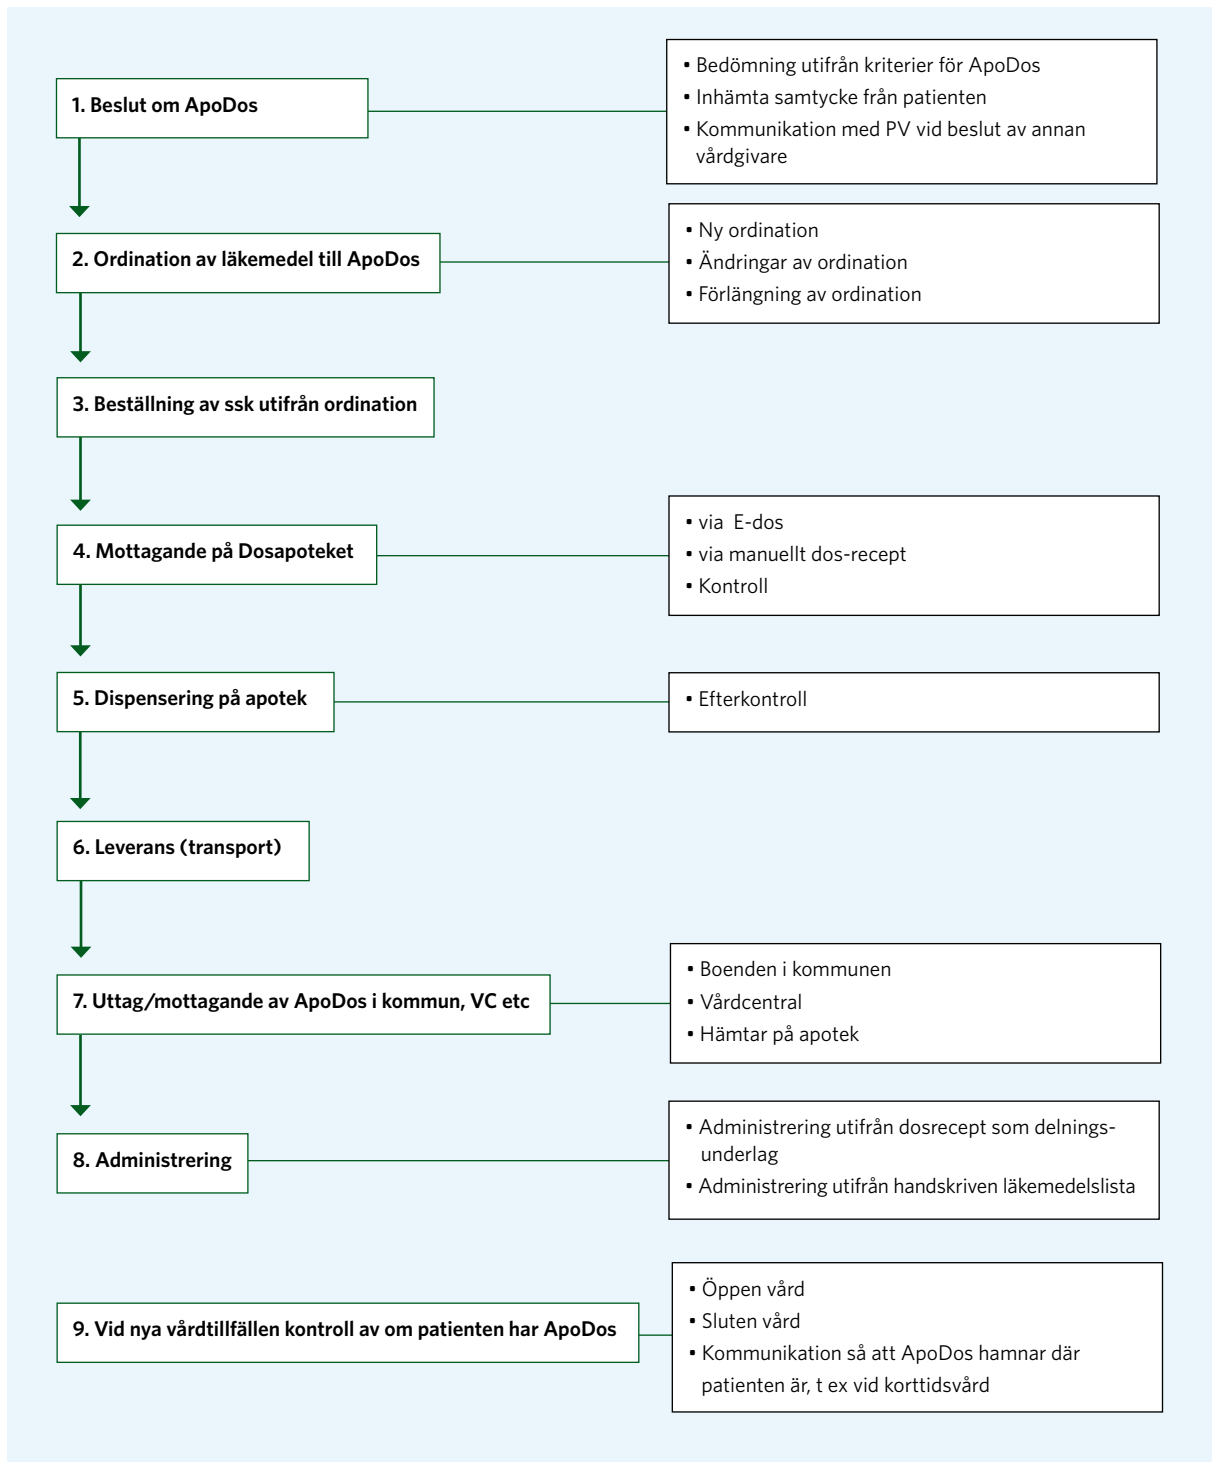 1. Beslut om ApoDos
• Bedömning utifrån kriterier för ApoDos
• Inhämta samtycke från patienten
• Kommunikation med PV vid beslut av annan
vårdgivare
2. Ordination av läkemedel till ApoDos
• Ny ordination
• Ändringar av ordination
• Förlängning av ordination
3. Beställning av ssk utifrån ordination
4. Mottagande på Dosapoteket
• via E-dos
• via manuellt dos-recept
• Kontroll
5. Dispensering på apotek
• Efterkontroll
6. Leverans (transport)
7. Uttag/mottagande av ApoDos i kommun, VC etc
• Boenden i kommunen
• Vårdcentral
• Hämtar på apotek
8. Administrering
• Administrering utifrån dosrecept som delnings-
underlag
• Administrering utifrån handskriven läkemedelslista
9. Vid nya vårdtillfällen kontroll av om patienten har ApoDos
• Öppen vård
• Sluten vård
• Kommunikation så att ApoDos hamnar där
patienten är, t ex vid korttidsvård